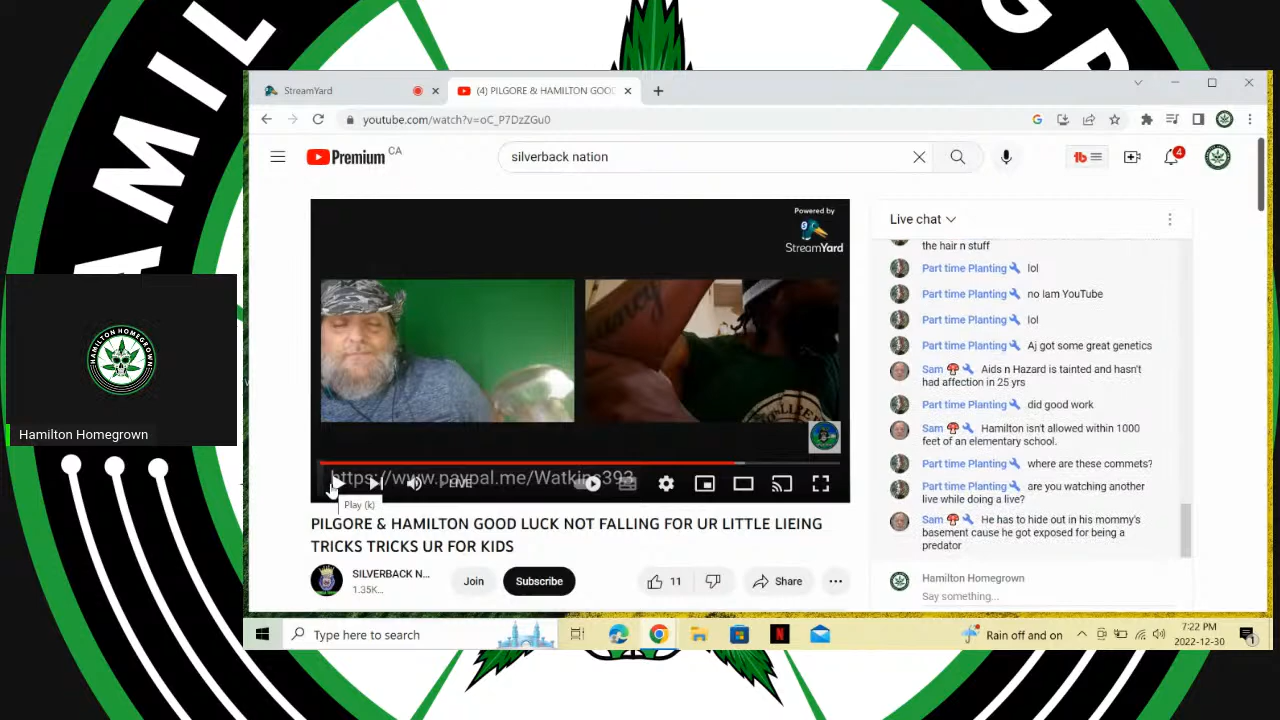 HAMIL
GR
HAMILTON HOMEGROWN
Hamilton Homegrown
StreamYard
(4) PILGORE & HAMILTON GOOD
youtube.com/watch?v=oC_P7DzZGu0
Premium CA
silverback nation
4
Powered by
StreamYard
https://www.paypal.me/Watkins393
LIVE
Play (k)
PILGORE & HAMILTON GOOD LUCK NOT FALLING FOR UR LITTLE LIEING
TRICKS TRICKS UR FOR KIDS
SILVERBACK N...
1.35K...
Join
Subscribe
11
Share
Live chat
the hair n stuff
Part time Planting lol
Part time Planting no Iam YouTube
Part time Planting lol
Part time Planting Aj got some great genetics
Sam Aids n Hazard is tainted and hasn't
had affection in 25 yrs
Part time Planting did good work
Sam Hamilton isn't allowed within 1000
feet of an elementary school.
Part time Planting where are these commets?
Part time Planting are you watching another
live while doing a live?
Sam He has to hide out in his mommy's
basement cause he got exposed for being a
predator
Hamilton Homegrown
Say something...
Type here to search
Rain off and on
7:22 PM
2022-12-30
1